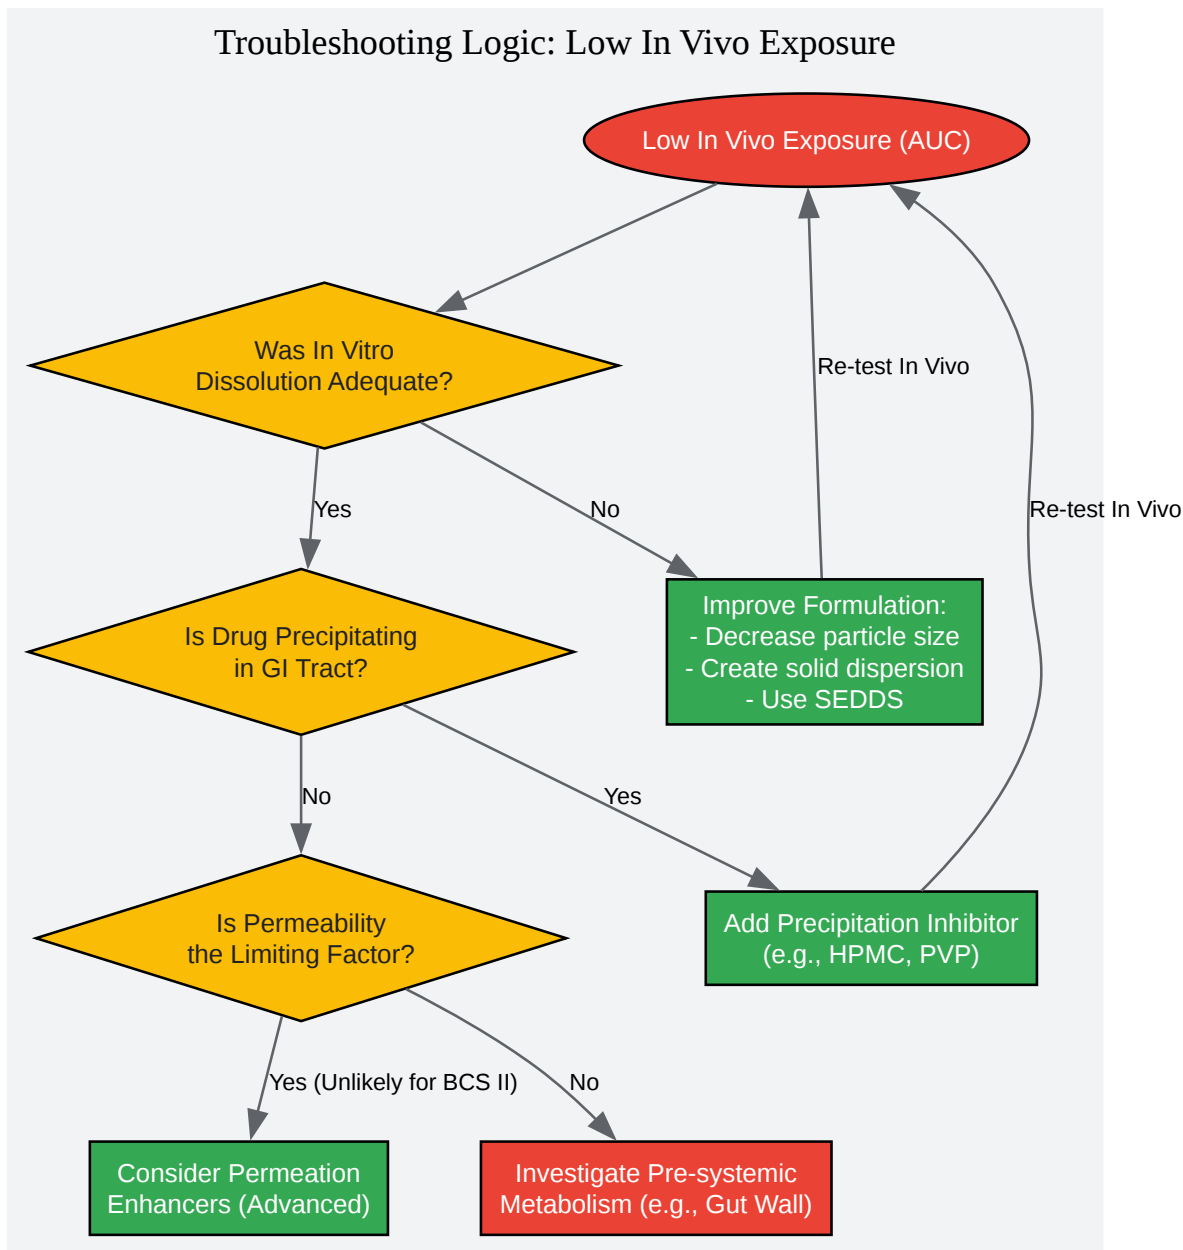 Troubleshooting Logic: Low In Vivo Exposure
Low In Vivo Exposure (AUC)
Was In Vitro
Dissolution Adequate?
Re-test In Vivo
Yes
No
Re-test In Vivo
Improve Formulation:
- Decrease particle size
- Create solid dispersion
- Use SEDDS
Is Drug Precipitating
in GI Tract?
No
Yes
Add Precipitation Inhibitor
(e.g., HPMC, PVP)
Is Permeability
the Limiting Factor?
Yes (Unlikely for BCS II)
No
Consider Permeation
Enhancers (Advanced)
Investigate Pre-systemic
Metabolism (e.g., Gut Wall)